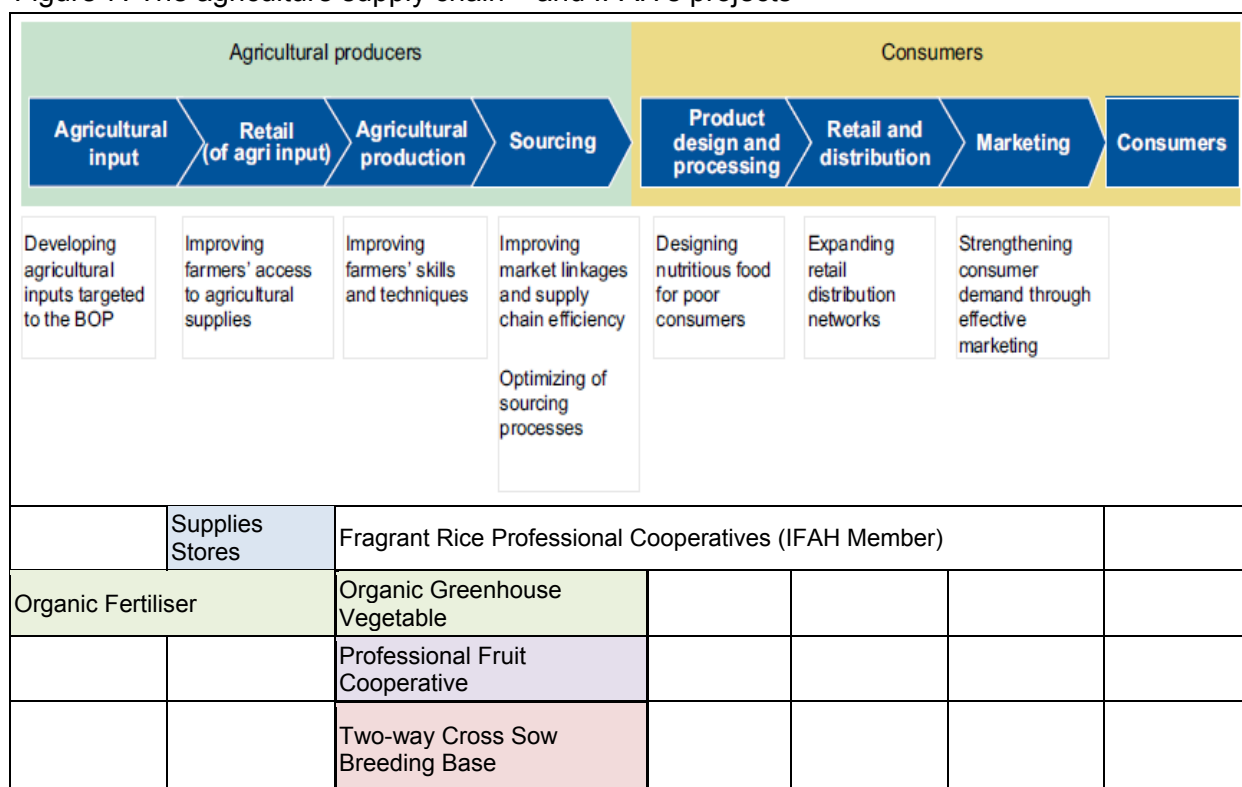 Agricultural producers
Consumers
Agricultural
input
Retail
(of agri input)
Agricultural
production
Sourcing
Product
design and
processing
Retail and
distribution
Marketing
Consumers
Developing
agricultural
inputs targeted
to the BOP
Improving
farmers' access
to agricultural
supplies
Improving
farmers' skills
and techniques
Improving
market linkages
and supply
chain efficiency
Optimizing of
sourcing
processes
Designing
nutritious food
for poor
consumers
Expanding
retail
distribution
networks
Strengthening
consumer
demand through
effective
marketing
Supplies
Stores
Fragrant Rice Professional Cooperatives (IFAH Member)
Organic Fertiliser
Organic Greenhouse
Vegetable
Professional Fruit
Cooperative
Two-way Cross Sow
Breeding Base